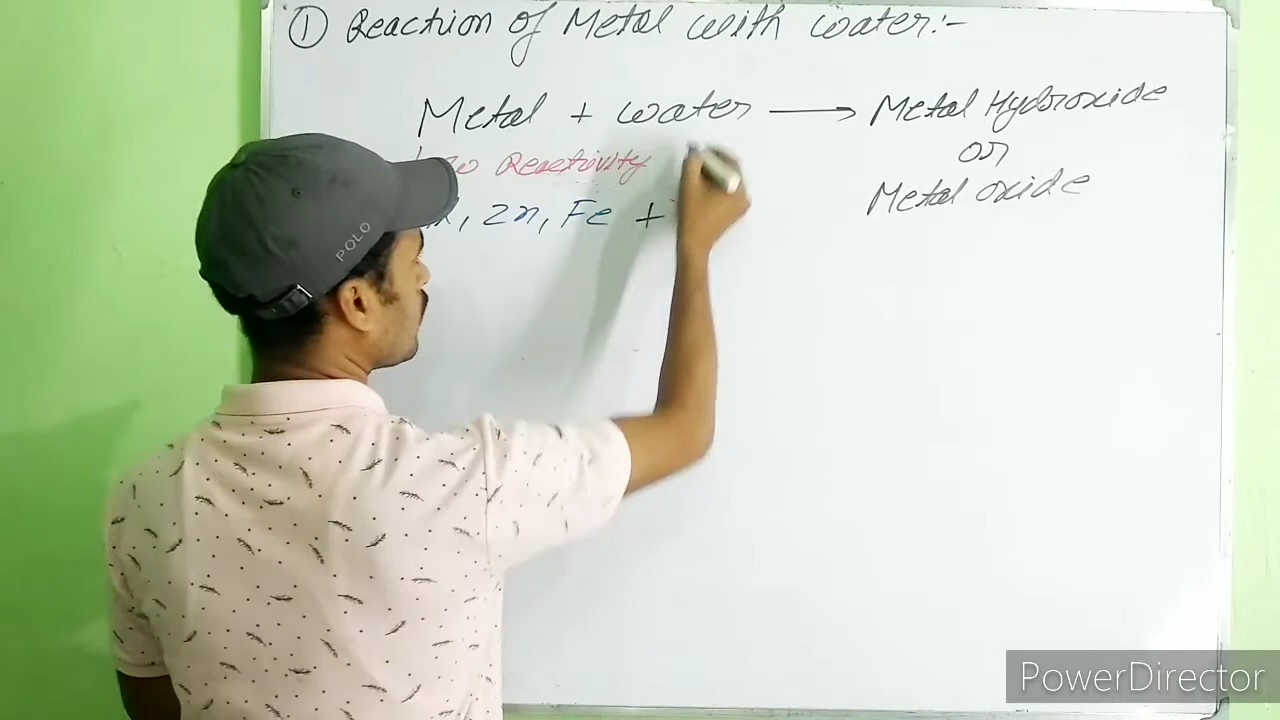 ① Reaction of Metal with water:-
Metal + water ⟶ Metal Hydroxide
or
Reactivity
Metal oxide
, Zn, Fe +
POLO
PowerDirector